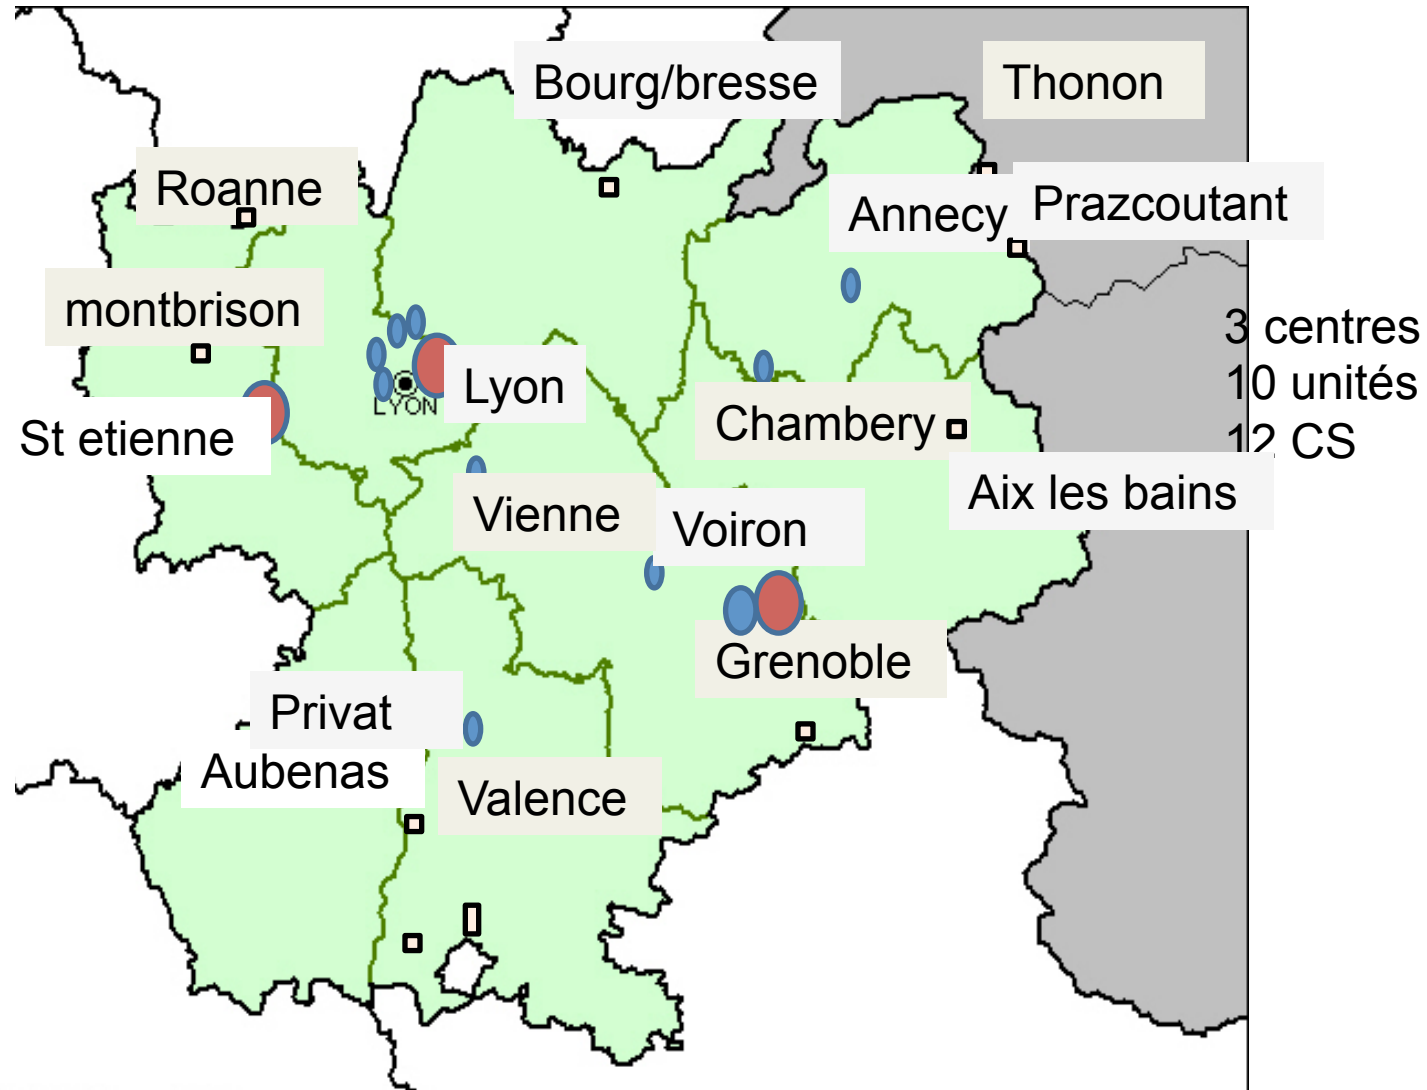 Bourg/bresse
Thonon
Roanne
Annecy
Prazcoutant
montbrison
3 centres
10 unités
12 CS
LYON
Lyon
St etienne
Chambery
Aix les bains
Vienne
Voiron
Grenoble
Privat
Aubenas
Valence